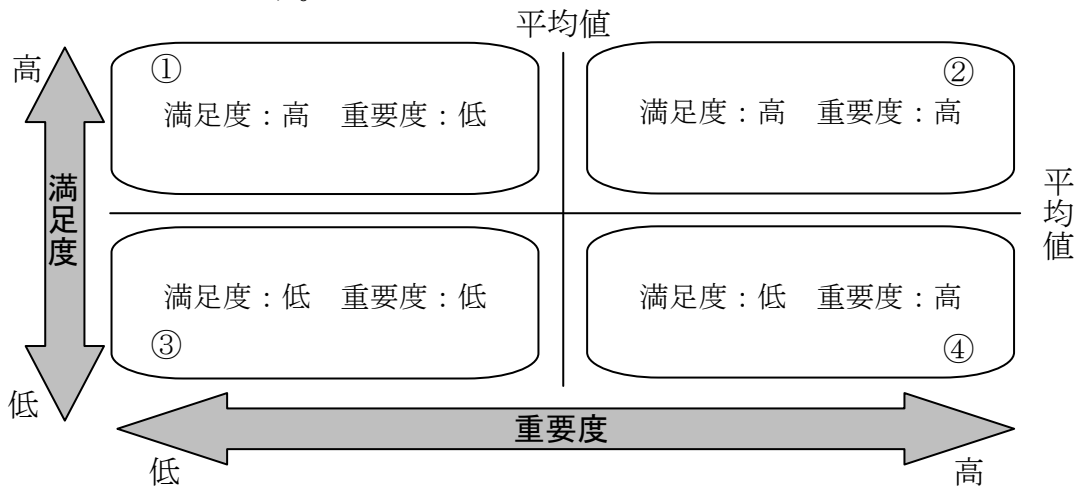 平均値
高
①
②
満足度：高　重要度：低
満足度：高　重要度：高
満足度
平均値
満足度：低　重要度：低
満足度：低　重要度：高
③
④
低
重要度
低
高